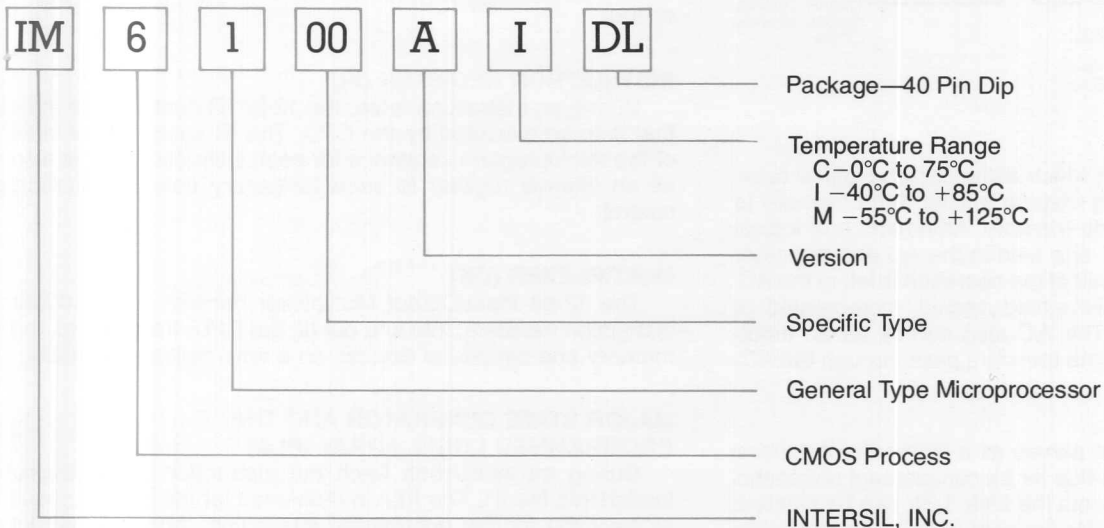 IM 6 1 00 A I DL
Package—40 Pin Dip
Temperature Range
C –0°C to 75°C
I –40°C to +85°C
M –55°C to +125°C
Version
Specific Type
General Type Microprocessor
CMOS Process
INTERSIL, INC.